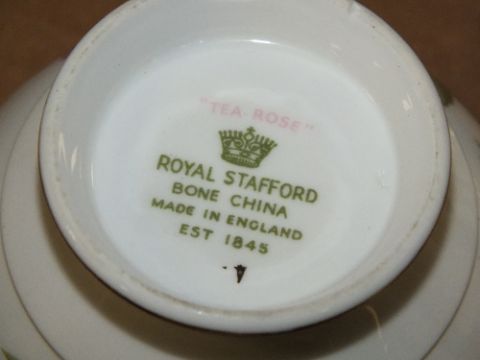 "TEA ROSE"
ROYAL STAFFORD
BONE CHINA
MADE IN ENGLAND
EST 1845